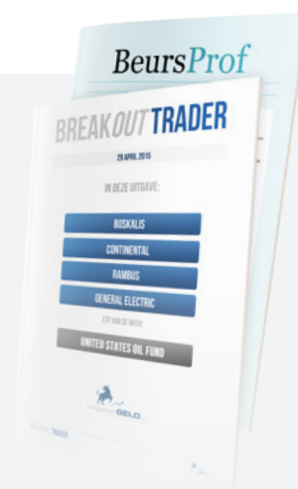 BeursProf
BREAKOUTTRADER
29 APRIL 2015
IN DEZE UITGAVE:
BOSKALIS
CONTINENTAL
RAMBUS
GENERAL ELECTRIC
ETF VAN DE WEEK:
UNITED STATES OIL FUND
GELD
TRADER